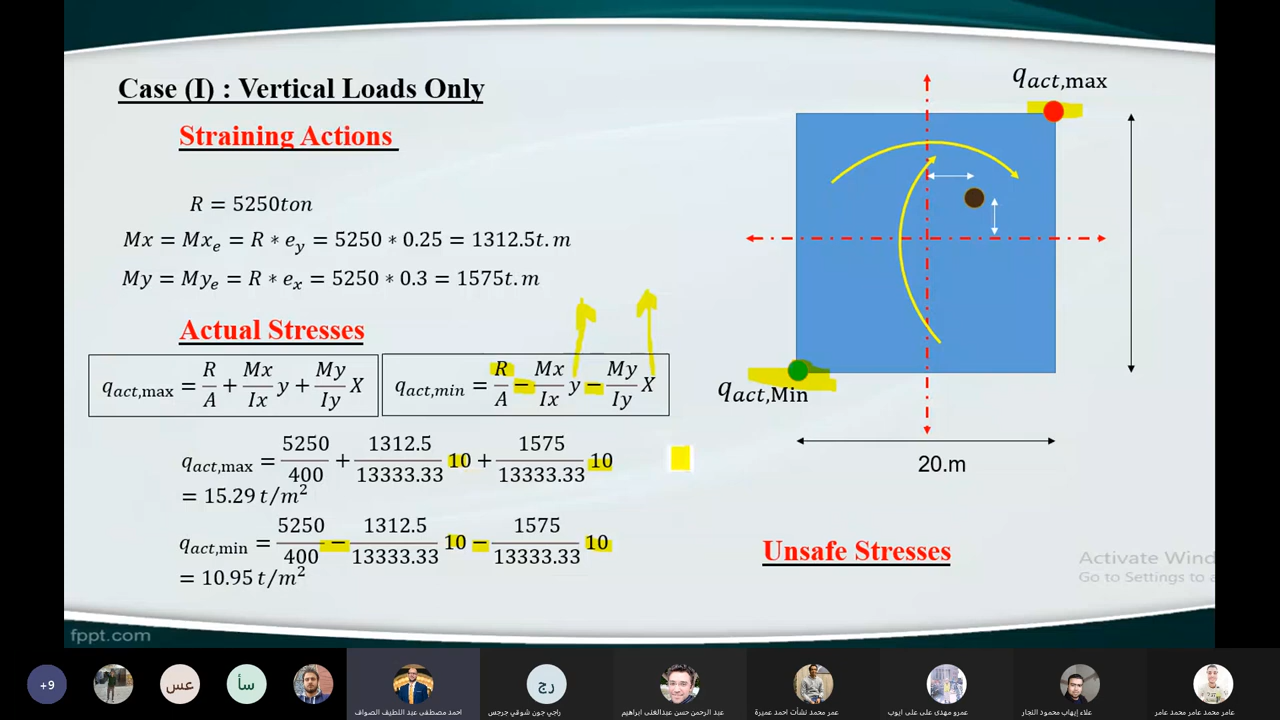 Case (I) : Vertical Loads Only
Straining Actions
R = 5250ton
Mx = Mx_e = R * e_y = 5250 * 0.25 = 1312.5t.m
My = My_e = R * e_x = 5250 * 0.3 = 1575t.m
Actual Stresses
q_act,max = R/A + Mx/Ix y + My/Iy X
q_act,min = R/A − Mx/Ix y − My/Iy X
q_act,max = 5250/400 + 1312.5/13333.33 10 + 1575/13333.33 10
= 15.29 t/m²
q_act,min = 5250/400 − 1312.5/13333.33 10 − 1575/13333.33 10
= 10.95 t/m²
q_act,max
q_act,Min
20.m
Unsafe Stresses
Activate Wind
Go to Settings to a
fppt.com
+9
عس
سأ
احمد مصطفى عبد اللطيف الصواف
رج
راجي جون شوقي جرجس
عبد الرحمن حسن عبدالغلى ابراهيم
عمر محمد نشأت احمد عميرة
عمرو مهدى على على ايوب
علاء إيهاب محمود النجار
عامر محمد عامر محمد عامر